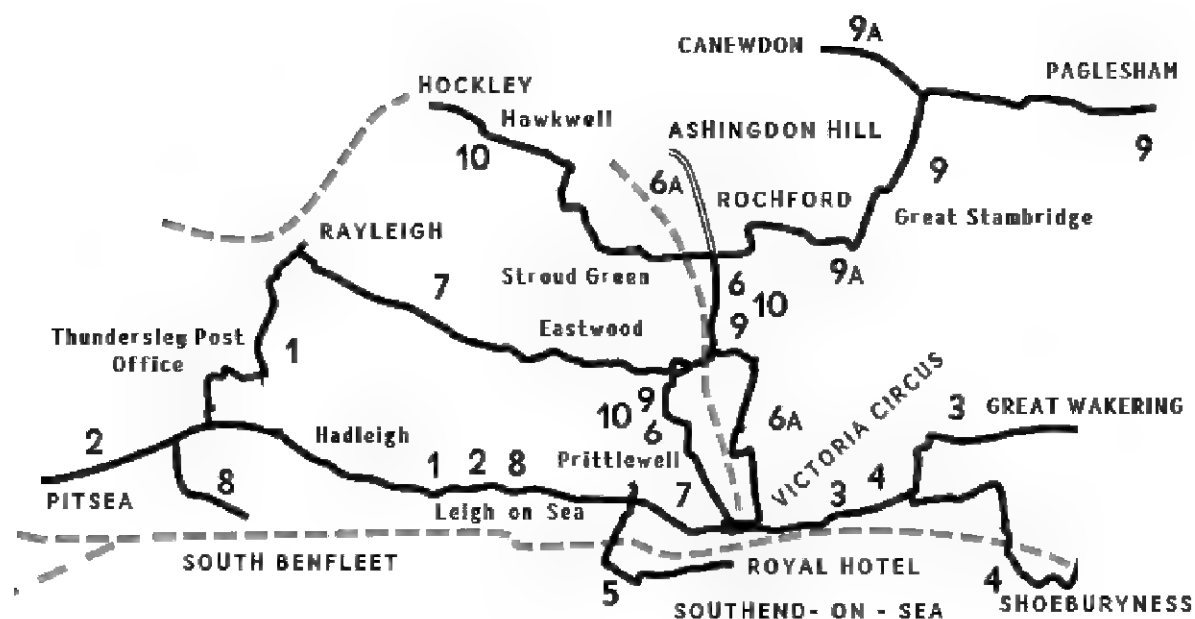 9A
CANEWDON
PAGLESHAM
HOCKLEY
Hawkwell
ASHINGDON HILL
10
9
9
6A
ROCHFORD
Great Stambridge
RAYLEIGH
Stroud Green
9A
7
6
10
Eastwood
9
Thundersley Post
Office
1
9
10
6
6A
VICTORIA CIRCUS
3
GREAT WAKERING
2
Hadleigh
Prittlewell
1 2 8
7
3
4
PITSEA
8
Leigh on Sea
SOUTH BENFLEET
ROYAL HOTEL
5
4
SHOEBURYNESS
SOUTHEND- ON - SEA